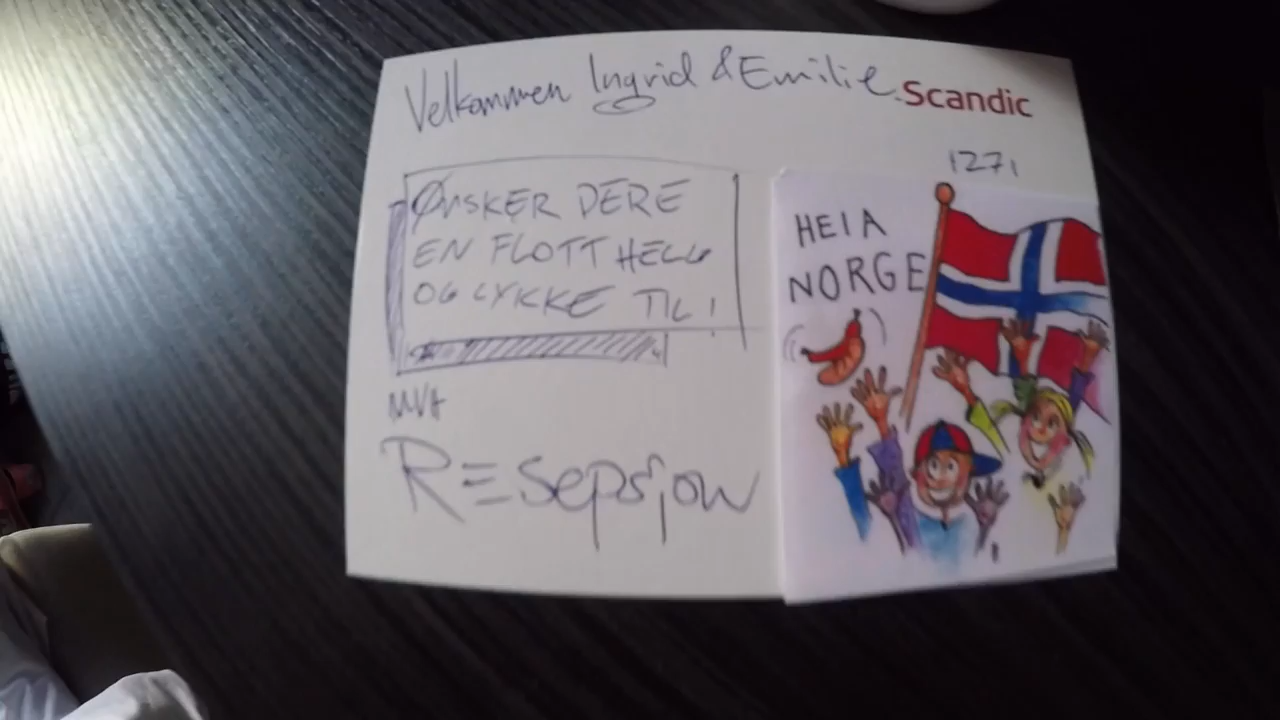 Velkommen Ingrid & Emilie
Scandic
1271
ØNSKER DERE
EN FLOTT HELG
OG LYKKE TIL!
MVH
Resepsjon
HEIA
NORGE